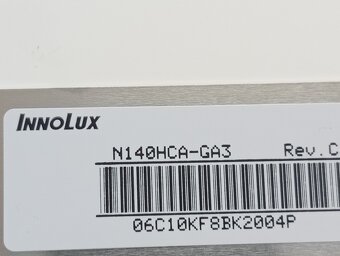 INNOLUX
N140HCA-GA3 Rev.C
06C10KF8BK2004P